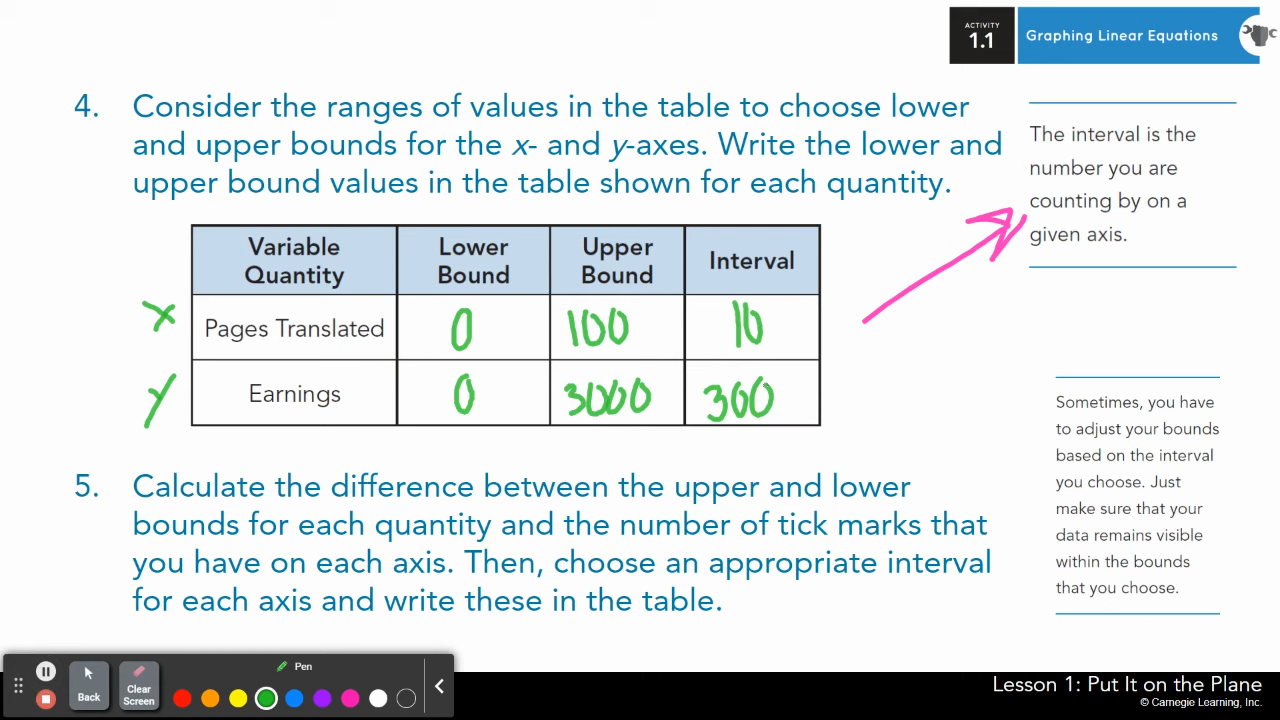 ACTIVITY
1.1
Graphing Linear Equations
4. Consider the ranges of values in the table to choose lower
and upper bounds for the x- and y-axes. Write the lower and
upper bound values in the table shown for each quantity.
The interval is the
number you are
counting by on a
given axis.
Variable Quantity Lower Bound Upper Bound Interval
x Pages Translated 0 100 10
y Earnings 0 3000 300
Sometimes, you have
to adjust your bounds
based on the interval
you choose. Just
make sure that your
data remains visible
within the bounds
that you choose.
5. Calculate the difference between the upper and lower
bounds for each quantity and the number of tick marks that
you have on each axis. Then, choose an appropriate interval
for each axis and write these in the table.
Pen
Back
Clear
Screen
Lesson 1: Put It on the Plane
© Carnegie Learning, Inc.